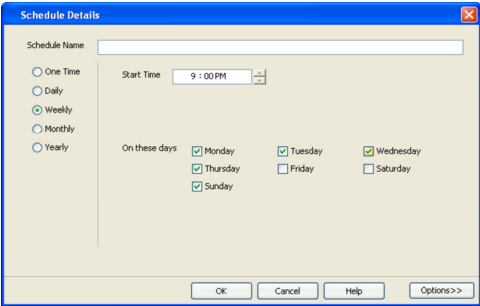 Schedule Details
Schedule Name
One Time
Start Time 9 : 00 PM
Daily
Weekly
Monthly
Yearly
On these days Monday Tuesday Wednesday
Thursday Friday Saturday
Sunday
OK Cancel Help Options>>